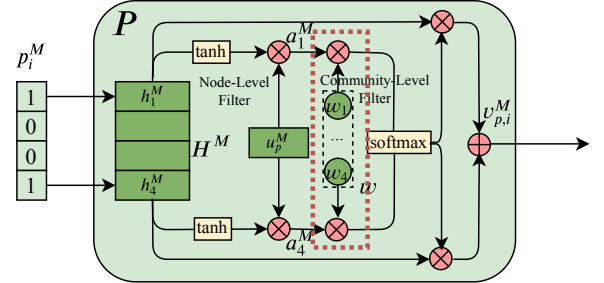 P
p_i^M
1
0
0
1
h_1^M
h_4^M
H^M
tanh
tanh
Node-Level
Filter
u_p^M
a_1^M
a_4^M
Community-Level
Filter
w_1
...
w_4
w
softmax
v_{p,i}^M